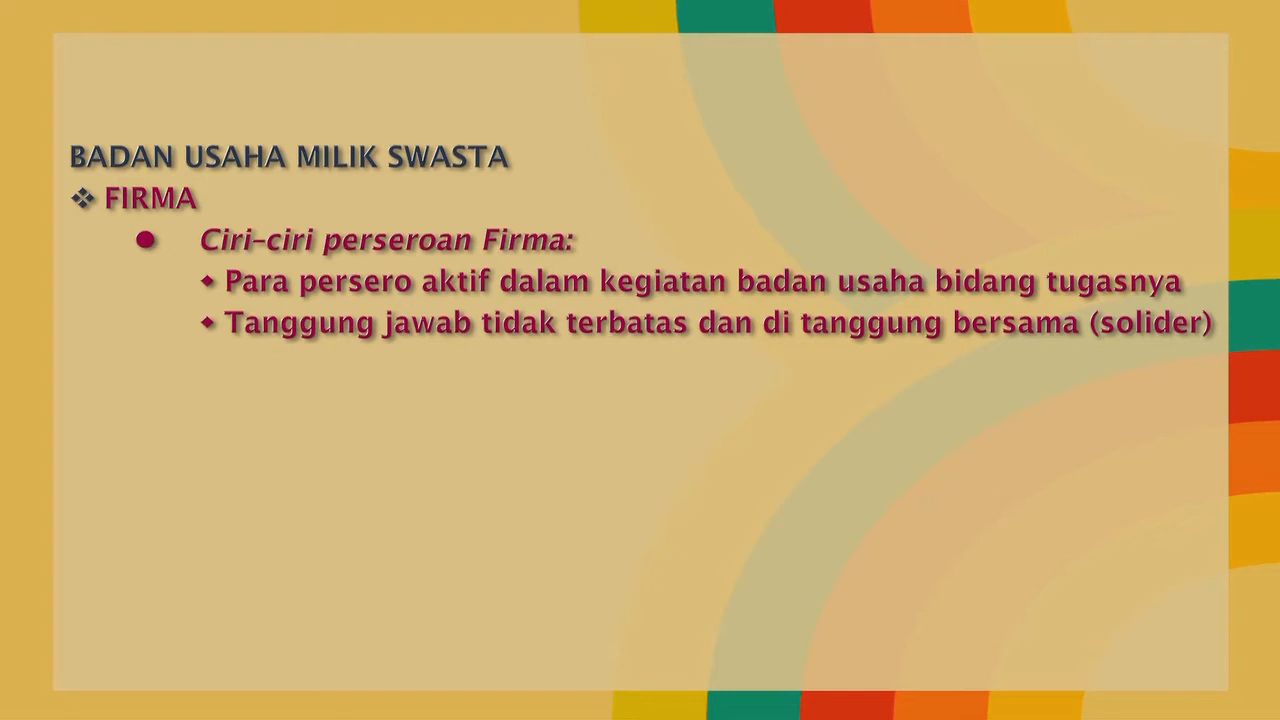 BADAN USAHA MILIK SWASTA
❖ FIRMA
● Ciri-ciri perseroan Firma:
◆ Para persero aktif dalam kegiatan badan usaha bidang tugasnya
◆ Tanggung jawab tidak terbatas dan di tanggung bersama (solider)